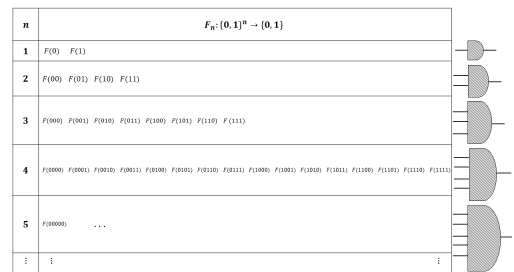 n F_n: {0, 1}^n → {0, 1}
1 F(0) F(1)
2 F(00) F(01) F(10) F(11)
3 F(000) F(001) F(010) F(011) F(100) F(101) F(110) F(111)
4 F(0000) F(0001) F(0010) F(0011) F(0100) F(0101) F(0110) F(0111) F(1000) F(1001) F(1010) F(1011) F(1100) F(1101) F(1110) F(1111)
5 F(00000) ...
⋮ ⋮ ⋮